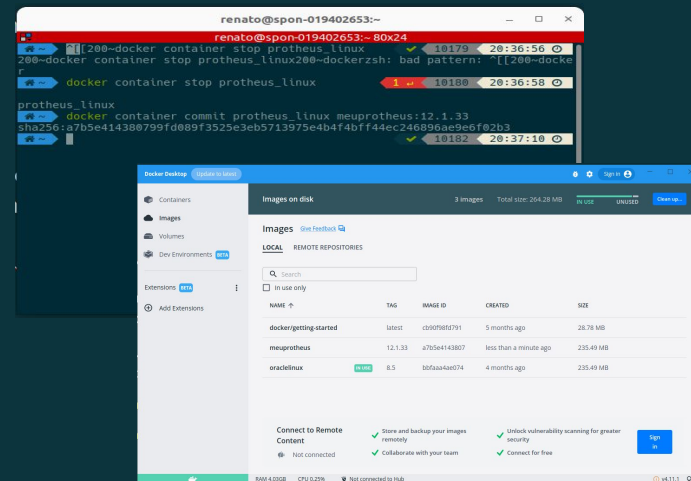 renato@spon-019402653:~
renato@spon-019402653:~ 80x24
~ ^[[200~docker container stop protheus_linux ✓ 10179 20:36:56
200~docker container stop protheus_linux200~dockerzsh: bad pattern: ^[[200~docke
r
~ docker container stop protheus_linux 1 ↵ 10180 20:36:58
protheus_linux
~ docker container commit protheus_linux meuprotheus:12.1.33
sha256:a7b5e414380799fd089f3525e3eb5713975e4b4f4bff44ec246896ae9e6f02b3
~ ✓ 10182 20:37:10
Docker Desktop Update to latest Sign in
Containers
Images
Volumes
Dev Environments BETA
Extensions BETA
Add Extensions
Images on disk 3 images Total size: 264.28 MB IN USE UNUSED Clean up...
Images Give Feedback
LOCAL REMOTE REPOSITORIES
Search
In use only
NAME ↑ TAG IMAGE ID CREATED SIZE
docker/getting-started latest cb90f98fd791 5 months ago 28.78 MB
meuprotheus 12.1.33 a7b5e4143807 less than a minute ago 235.49 MB
oraclelinux IN USE 8.5 bbfaaa4ae074 4 months ago 235.49 MB
Connect to Remote
Content
Not connected
Store and backup your images
remotely
Collaborate with your team
Unlock vulnerability scanning for greater
security
Connect for free
Sign
in
RAM 4.03GB CPU 0.25% Not connected to Hub v4.11.1